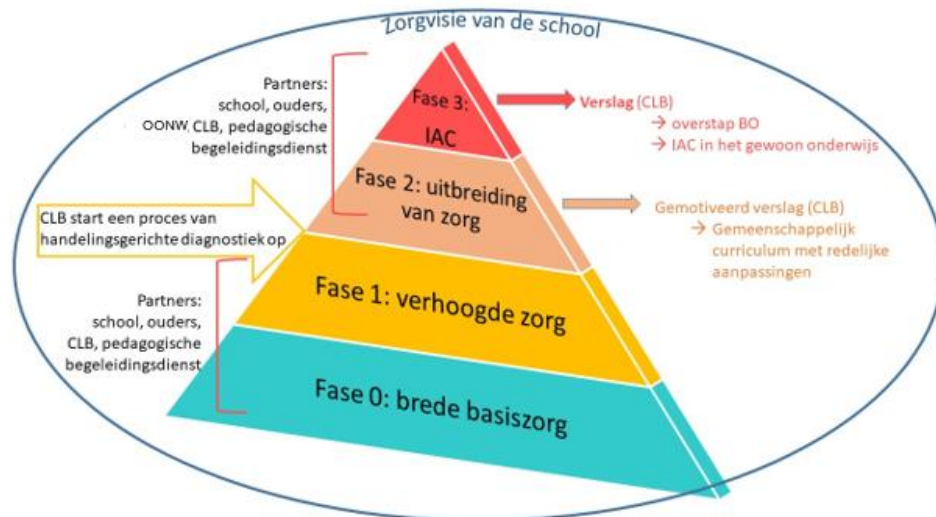 Zorgvisie van de school
Partners:
school, ouders,
OONW, CLB, pedagogische
begeleidingsdienst
Fase 3:
IAC
Verslag (CLB)
→ overstap BO
→ IAC in het gewoon onderwijs
Fase 2: uitbreiding
van zorg
Gemotiveerd verslag (CLB)
→ Gemeenschappelijk
curriculum met redelijke
aanpassingen
CLB start een proces van
handelingsgerichte diagnostiek op
Fase 1: verhoogde zorg
Partners:
school, ouders,
CLB, pedagogische
begeleidingsdienst
Fase 0: brede basiszorg